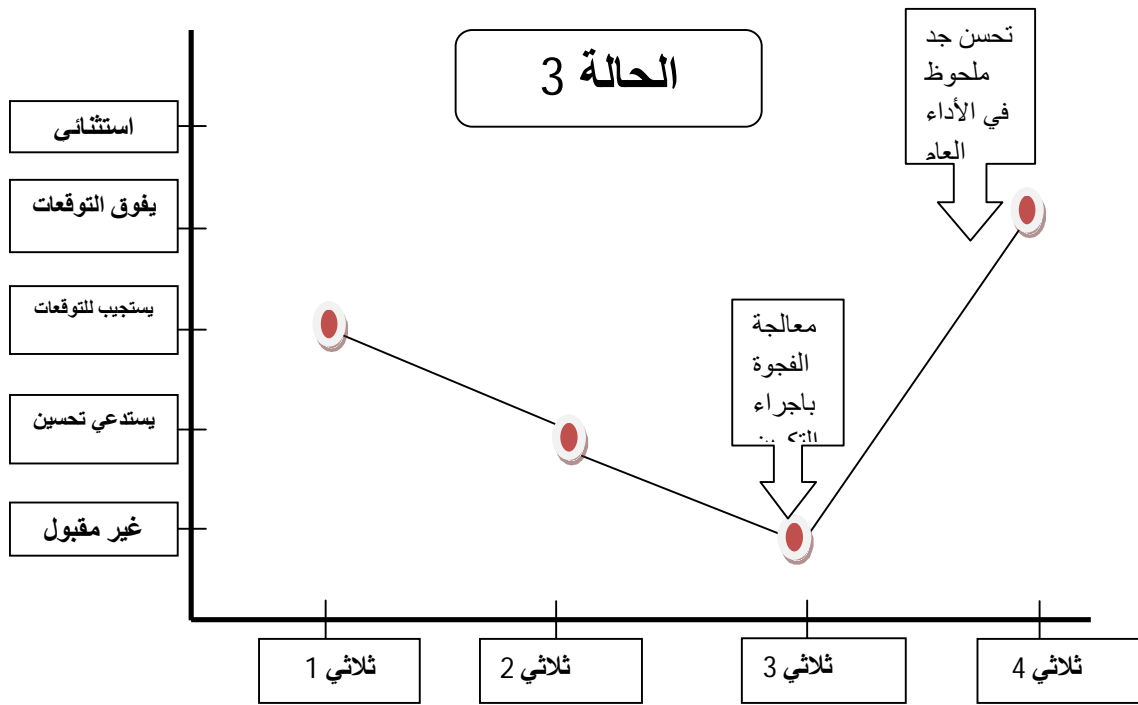 الحالة 3
تحسن جد
ملحوظ
في الأداء
العام
استثنائي
يفوق التوقعات
يستجيب للتوقعات
يستدعي تحسين
غير مقبول
معالجة
الفجوة
باجراء
ثلاثي 1
ثلاثي 2
ثلاثي 3
ثلاثي 4